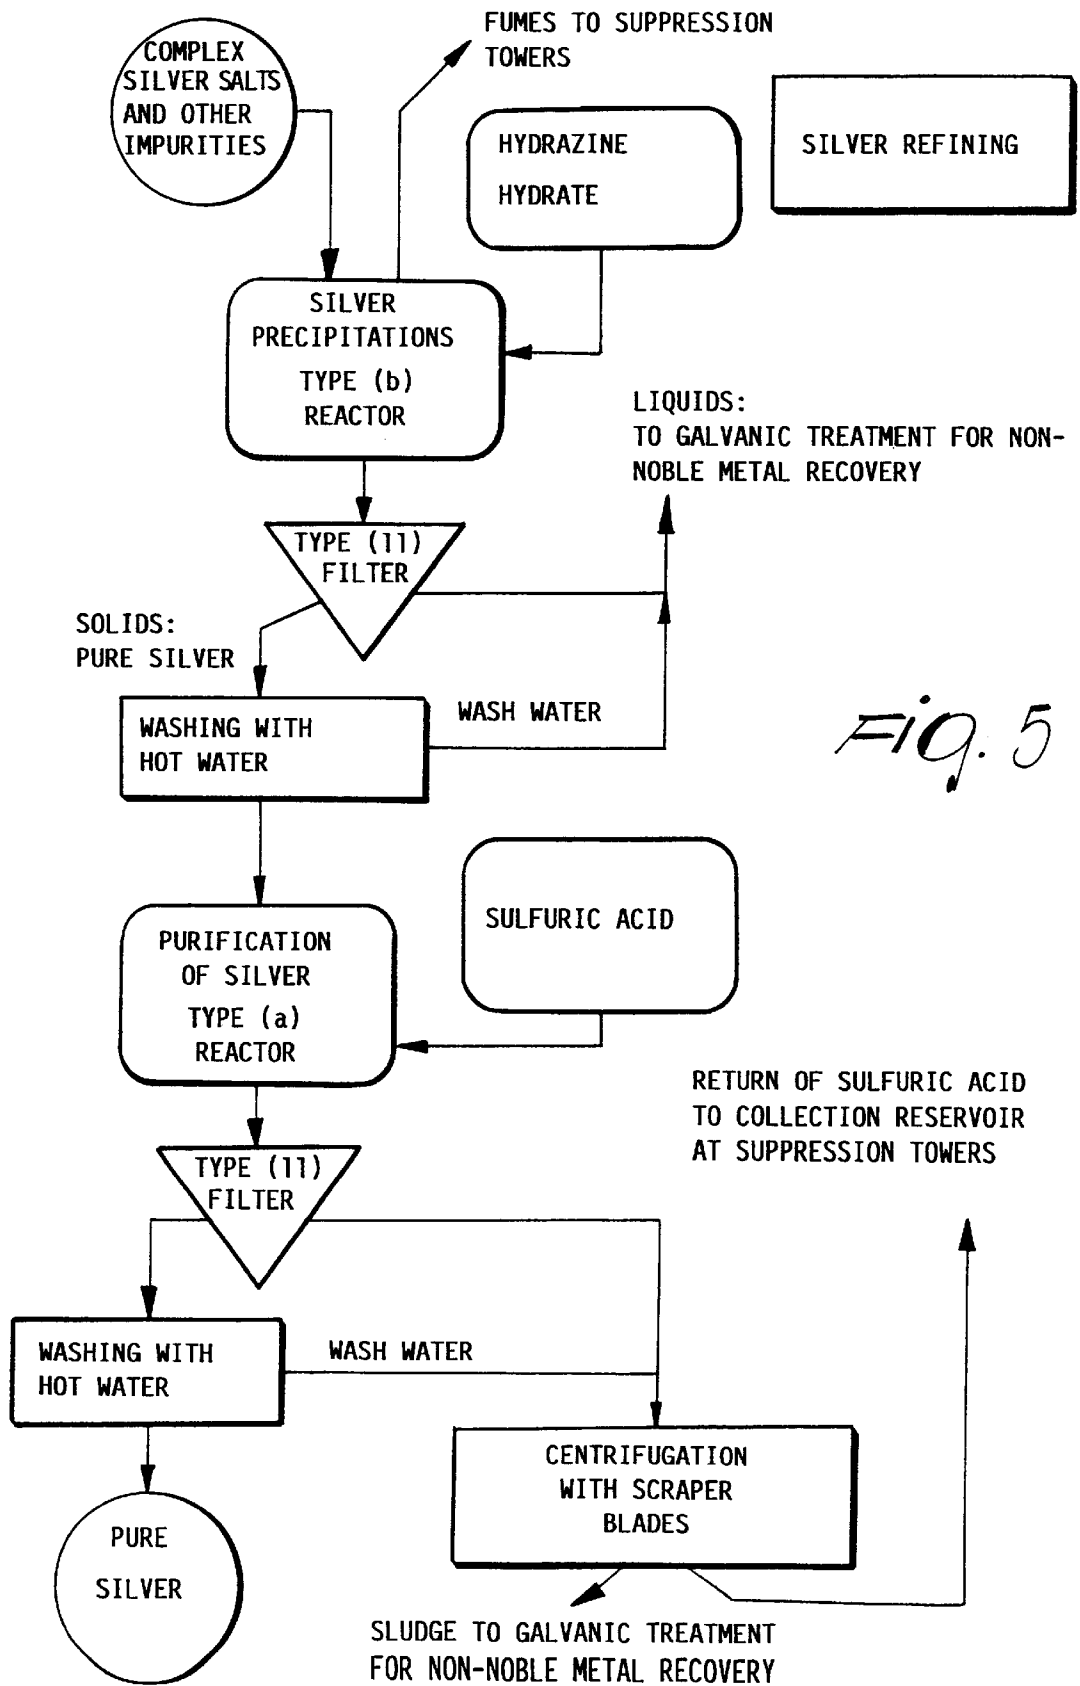 FUMES TO SUPPRESSION
TOWERS
COMPLEX
SILVER SALTS
AND OTHER
IMPURITIES
HYDRAZINE
HYDRATE
SILVER REFINING
SILVER
PRECIPITATIONS
TYPE (b)
REACTOR
LIQUIDS:
TO GALVANIC TREATMENT FOR NON-
NOBLE METAL RECOVERY
TYPE (11)
FILTER
SOLIDS:
PURE SILVER
WASHING WITH
HOT WATER
WASH WATER
Fig. 5
SULFURIC ACID
PURIFICATION
OF SILVER
TYPE (a)
REACTOR
RETURN OF SULFURIC ACID
TO COLLECTION RESERVOIR
AT SUPPRESSION TOWERS
TYPE (11)
FILTER
WASHING WITH
HOT WATER
WASH WATER
CENTRIFUGATION
WITH SCRAPER
BLADES
PURE
SILVER
SLUDGE TO GALVANIC TREATMENT
FOR NON-NOBLE METAL RECOVERY